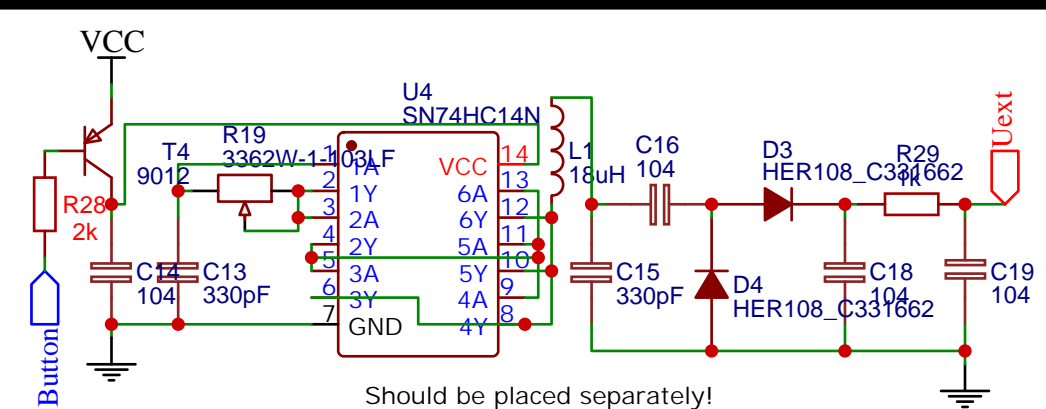 VCC
T4
9012
R28
2k
Button
C14
104
C13
330pF
R19
3362W-1-103LF
U4
SN74HC14N
1
1A
2
1Y
3
2A
4
2Y
5
3A
6
3Y
7
GND
VCC
14
6A
13
6Y
12
5A
11
5Y
10
4A
9
4Y
8
L1
18uH
C15
330pF
C16
104
D3
HER108_C331662
D4
HER108_C331662
C18
104
R29
1k
C19
104
Uext
Should be placed separately!